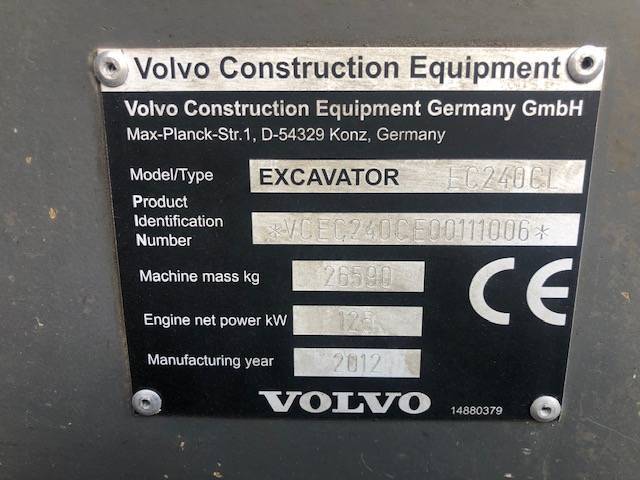 Volvo Construction Equipment
Volvo Construction Equipment Germany GmbH
Max-Planck-Str.1, D-54329 Konz, Germany
Model/Type EXCAVATOR EC240CL
Product
Identification
Number *VCEC240CE00111006*
Machine mass kg 26590
Engine net power kW
Manufacturing year 2012
CE
VOLVO 14880379